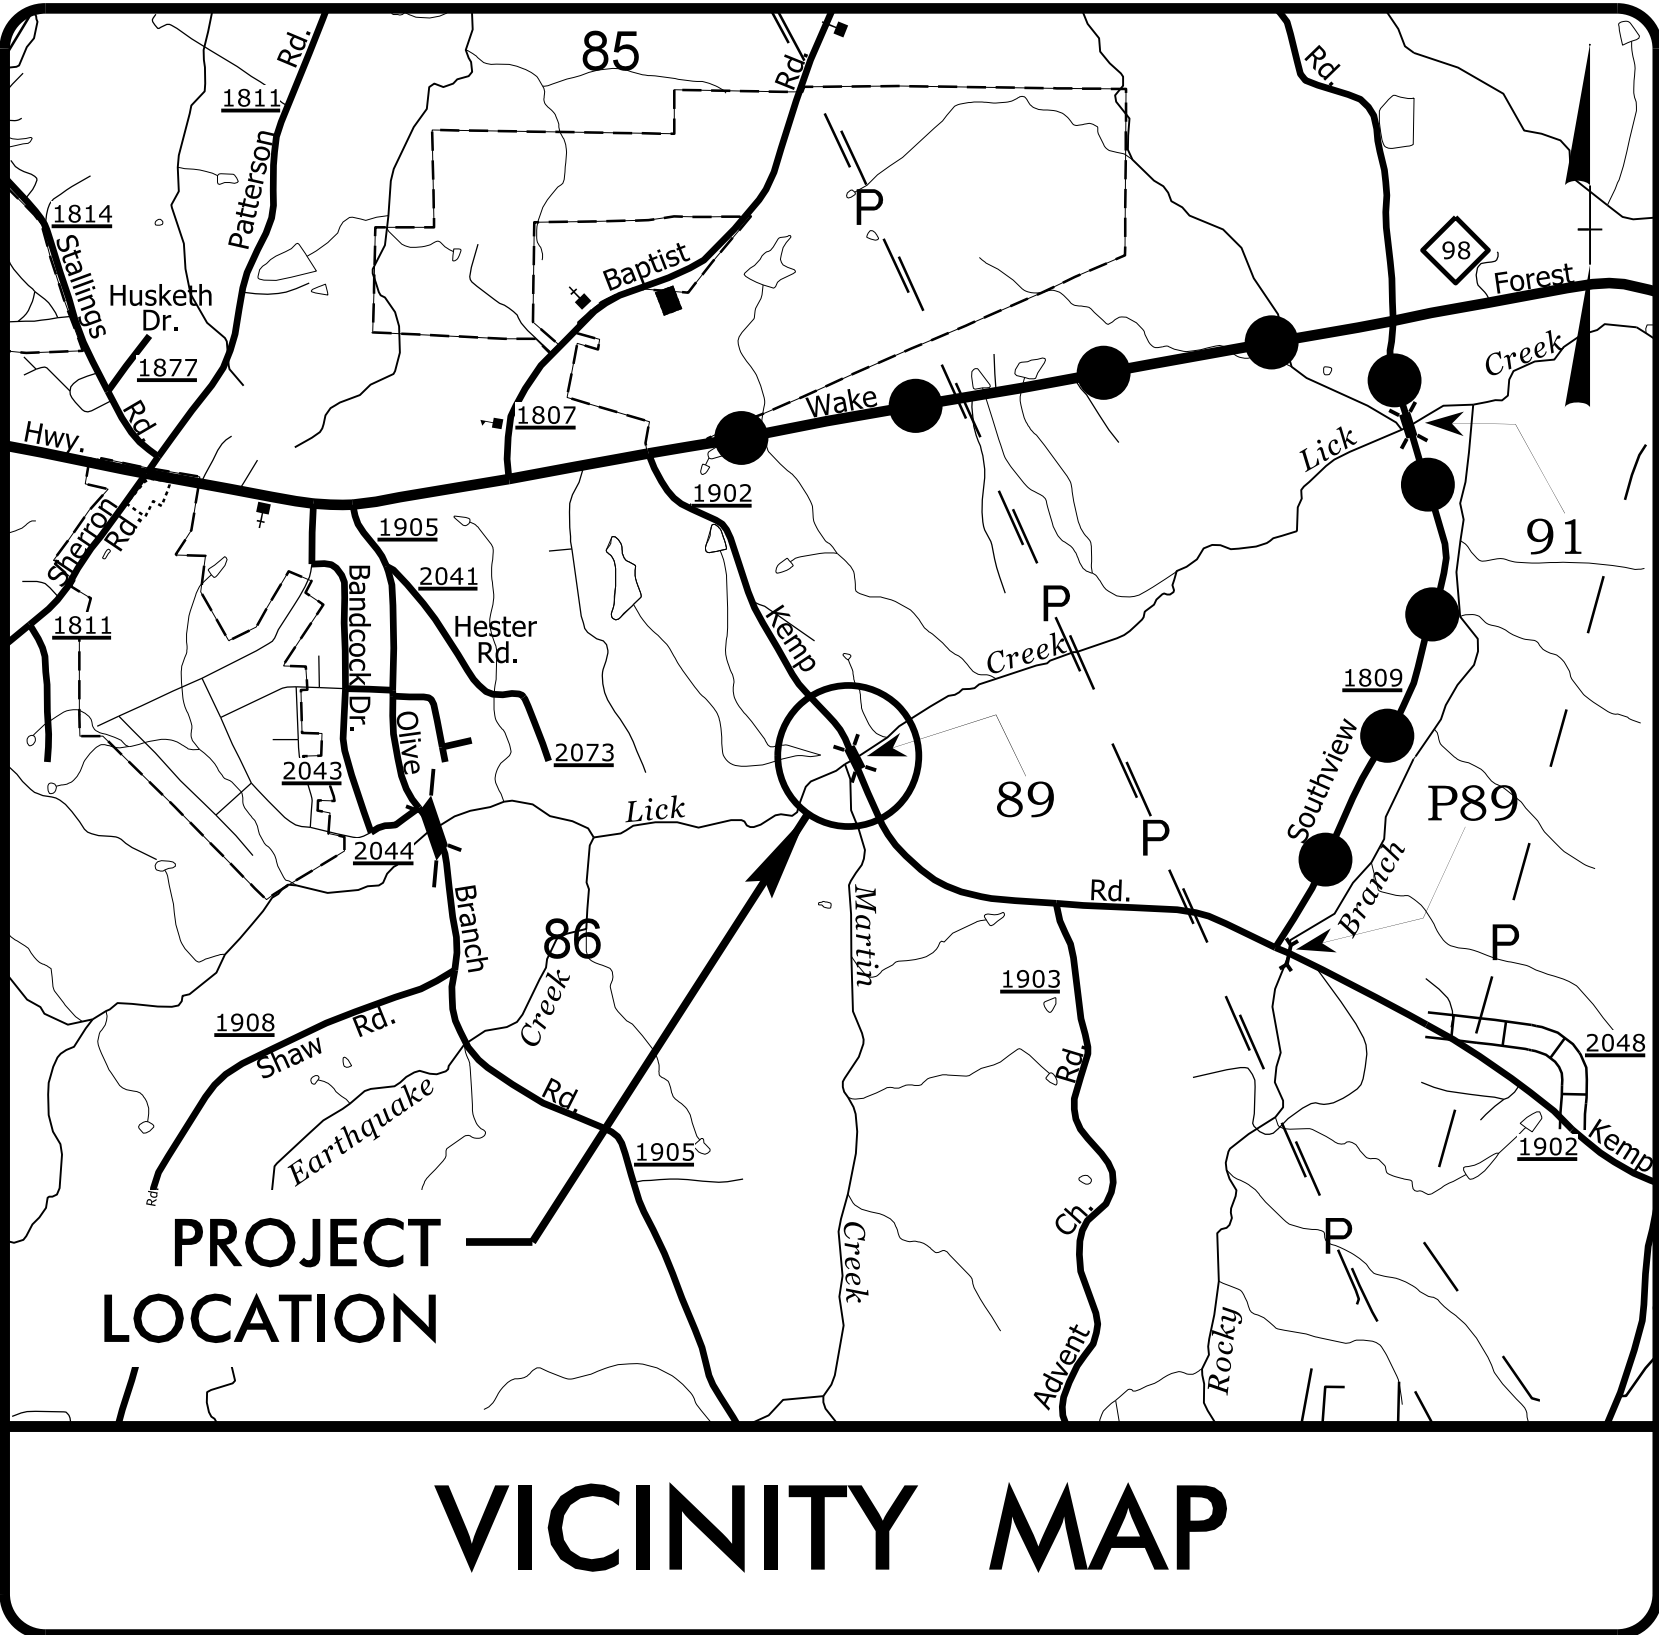 85
Rd.
Rd.
Rd.
1811
Patterson
P
1814
Stallings
98
Baptist
Forest
Husketh
Dr.
1877
Creek
Wake
1807
Rd.
Hwy.
Lick
1902
1905
91
Sherron
Rd.
2041
Bandcock Dr.
P
1811
Hester
Rd.
Kemp
Creek
1809
Olive
2073
2043
Southview
89
P89
Lick
P
2044
Branch
Rd.
Branch
Martin
86
P
1903
Creek
1908
Rd.
Shaw
2048
Rd.
Earthquake
Rd.
1905
1902
Kemp
Rd
Ch.
PROJECT
LOCATION
P
Creek
Rocky
Advent
VICINITY MAP